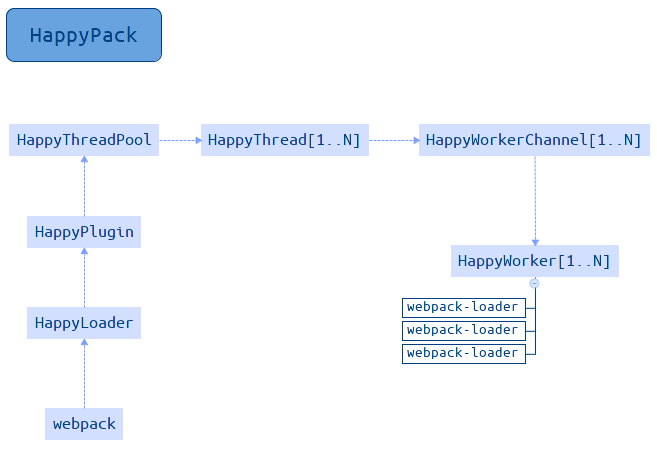 HappyPack
HappyThreadPool
HappyThread[1..N]
HappyWorkerChannel[1..N]
HappyPlugin
HappyWorker[1..N]
webpack-loader
HappyLoader
webpack-loader
webpack-loader
webpack